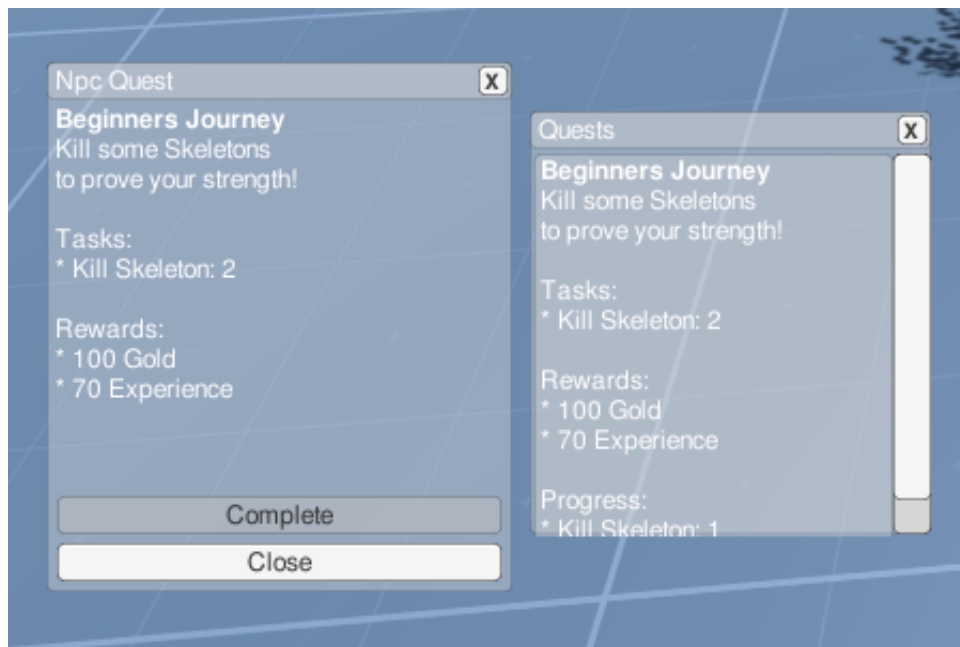 Npc Quest
X
Beginners Journey
Kill some Skeletons
to prove your strength!
Tasks:
* Kill Skeleton: 2
Rewards:
* 100 Gold
* 70 Experience
Complete
Close
Quests
X
Beginners Journey
Kill some Skeletons
to prove your strength!
Tasks:
* Kill Skeleton: 2
Rewards:
* 100 Gold
* 70 Experience
Progress:
* Kill Skeleton: 1